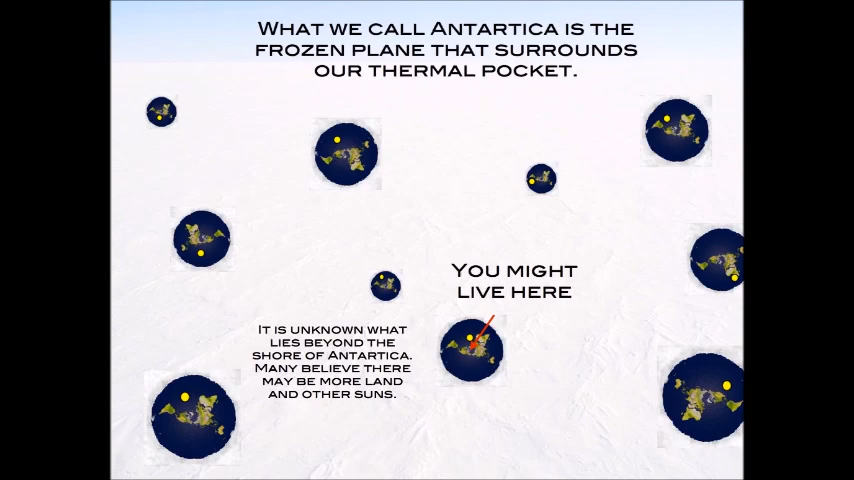 What we call Antartica is the
frozen plane that surrounds
our thermal pocket.
You might
live here
It is unknown what
lies beyond the
shore of Antartica.
Many believe there
may be more land
and other suns.